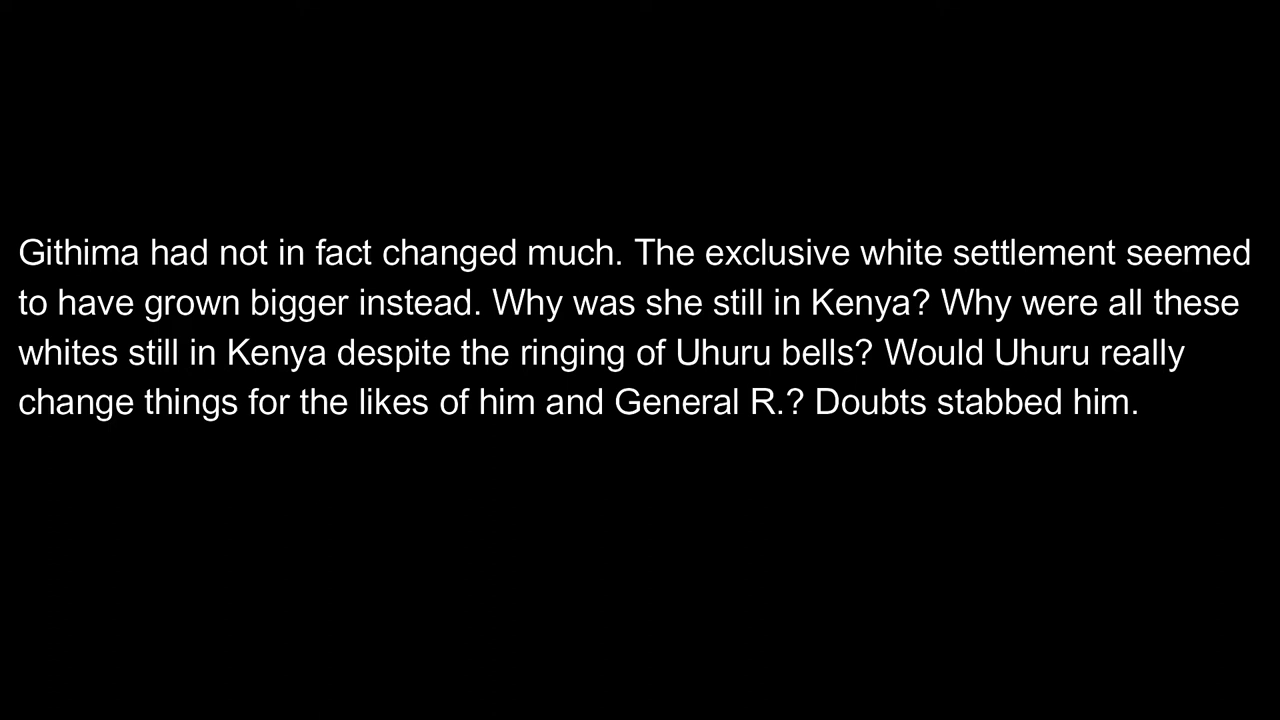 Githima had not in fact changed much. The exclusive white settlement seemed
to have grown bigger instead. Why was she still in Kenya? Why were all these
whites still in Kenya despite the ringing of Uhuru bells? Would Uhuru really
change things for the likes of him and General R.? Doubts stabbed him.